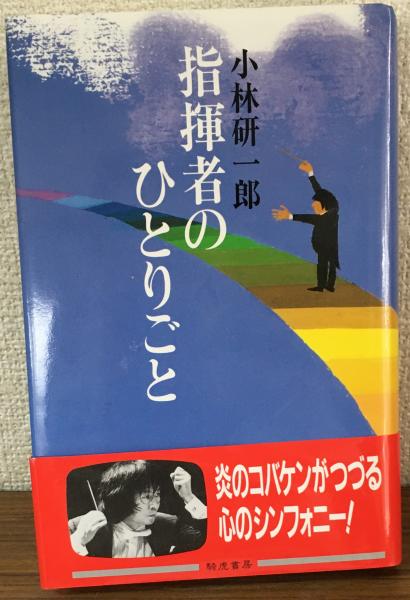 小林研一郎
指揮者の
ひとりごと
炎のコバケンがつづる
心のシンフォニー!
騎虎書房